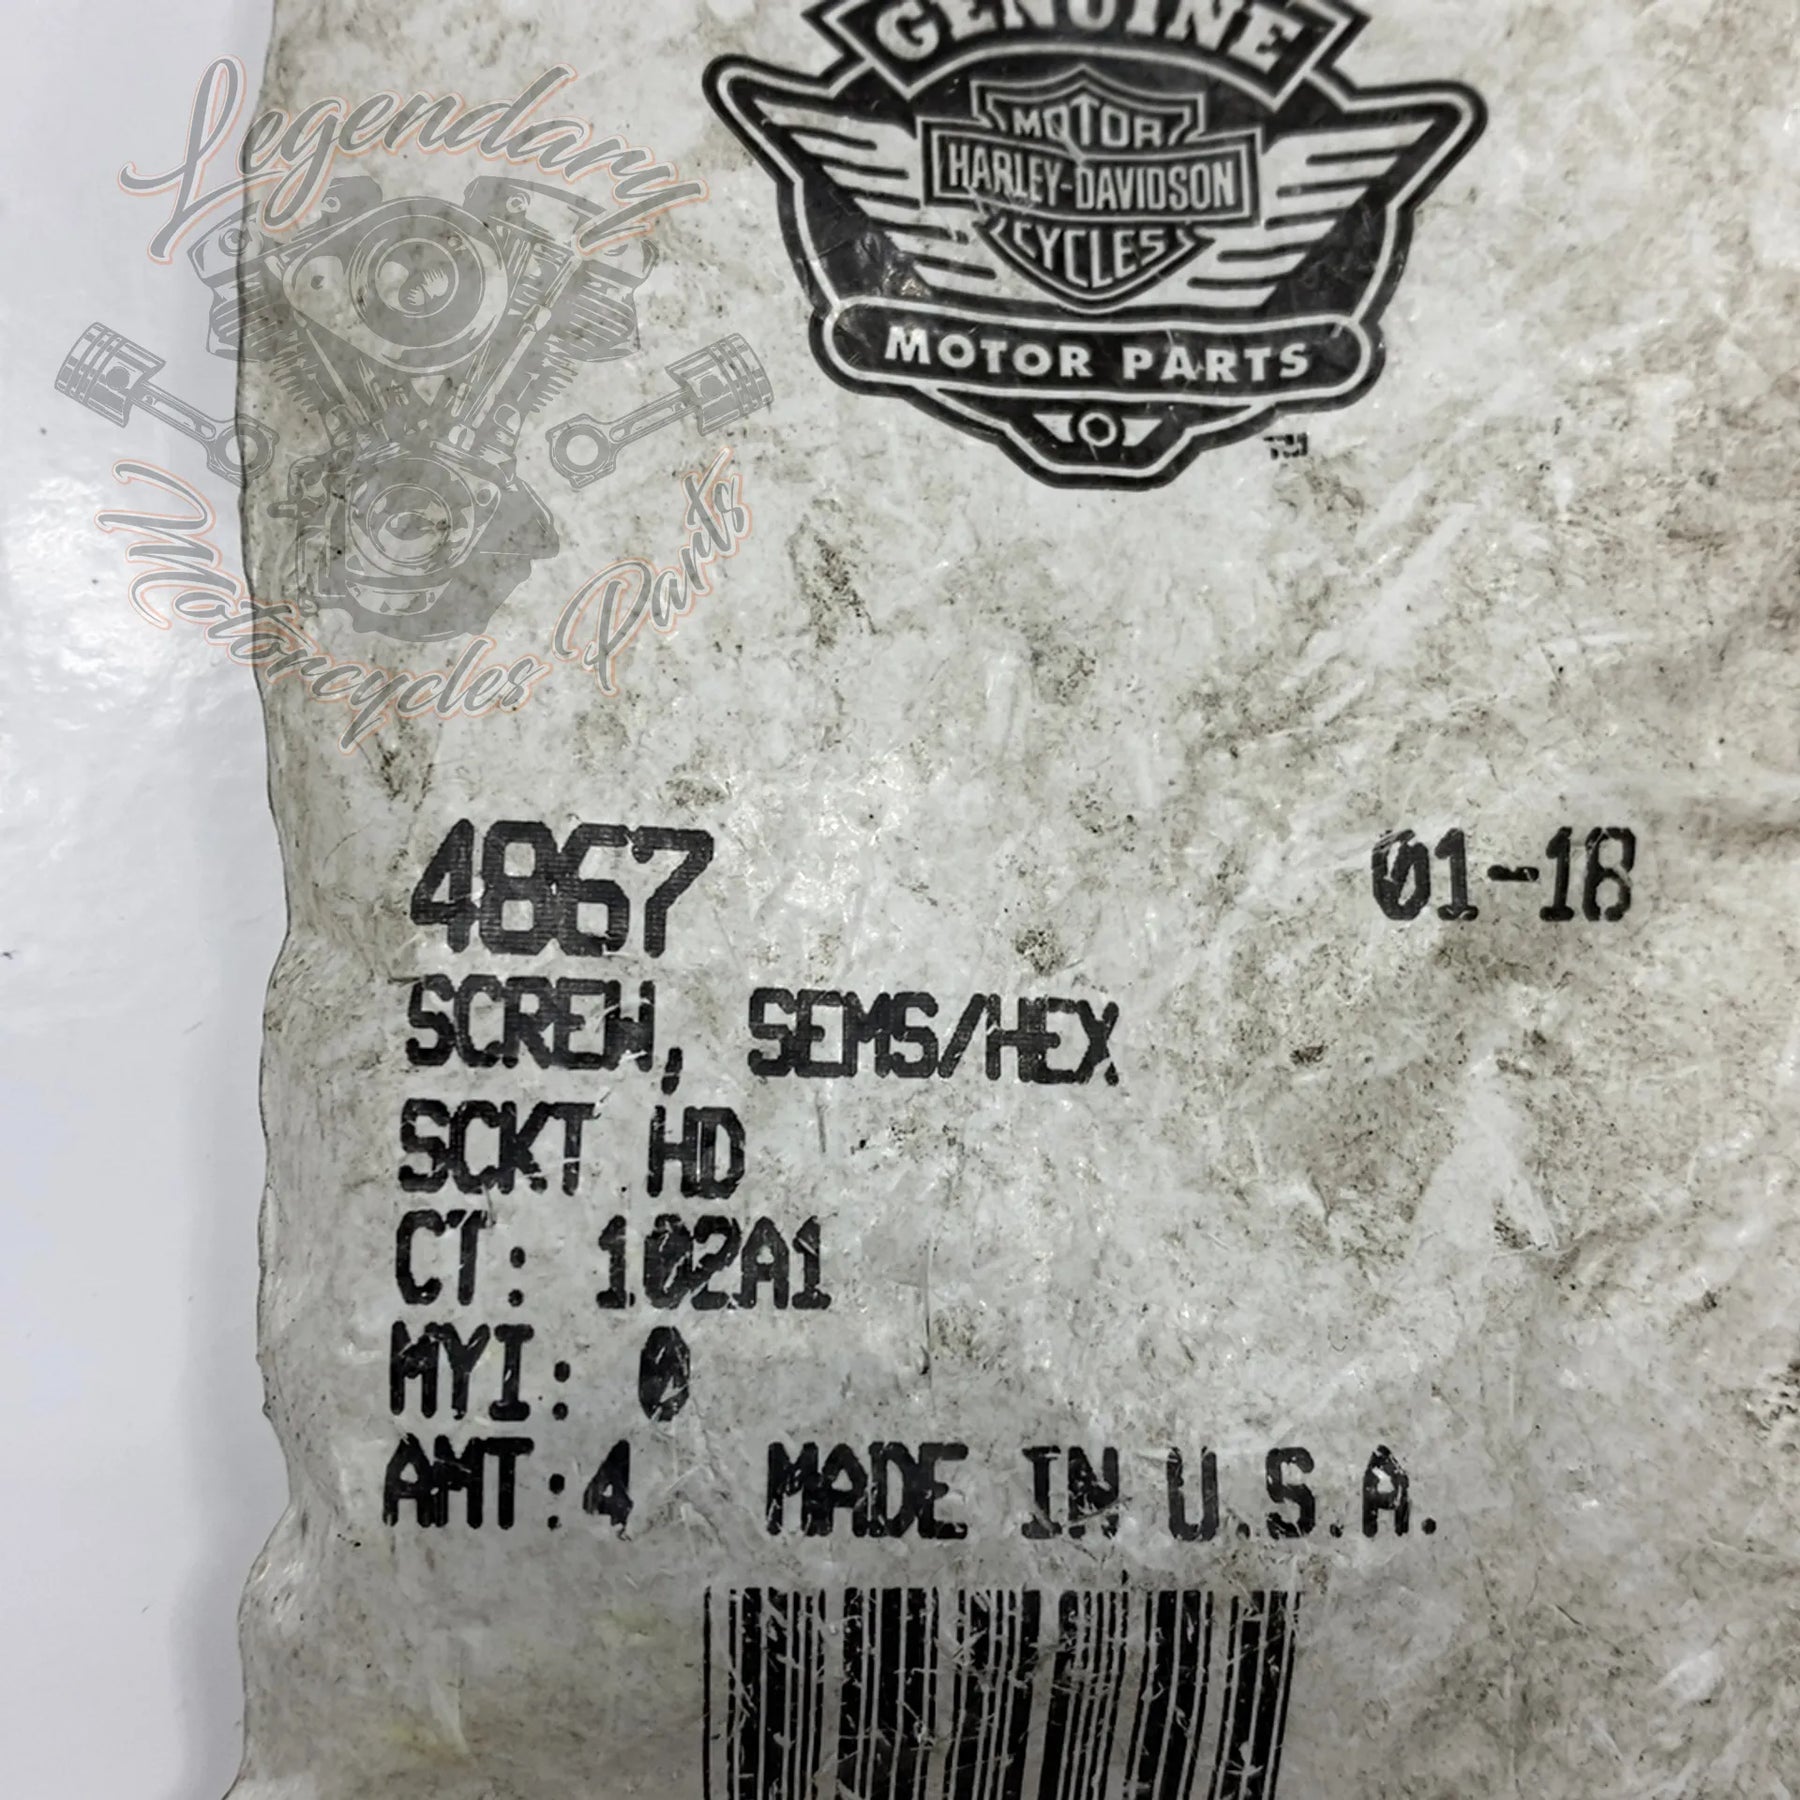 GENUINE
MOTOR
HARLEY-DAVIDSON
CYCLES
MOTOR PARTS
TM
Legendary
Motorcycles Parts
4867 01-18
SCREW, SEMS/HEX
SCKT HD
CT: 102A1
MYI: 0
AMT:4 MADE IN U.S.A.